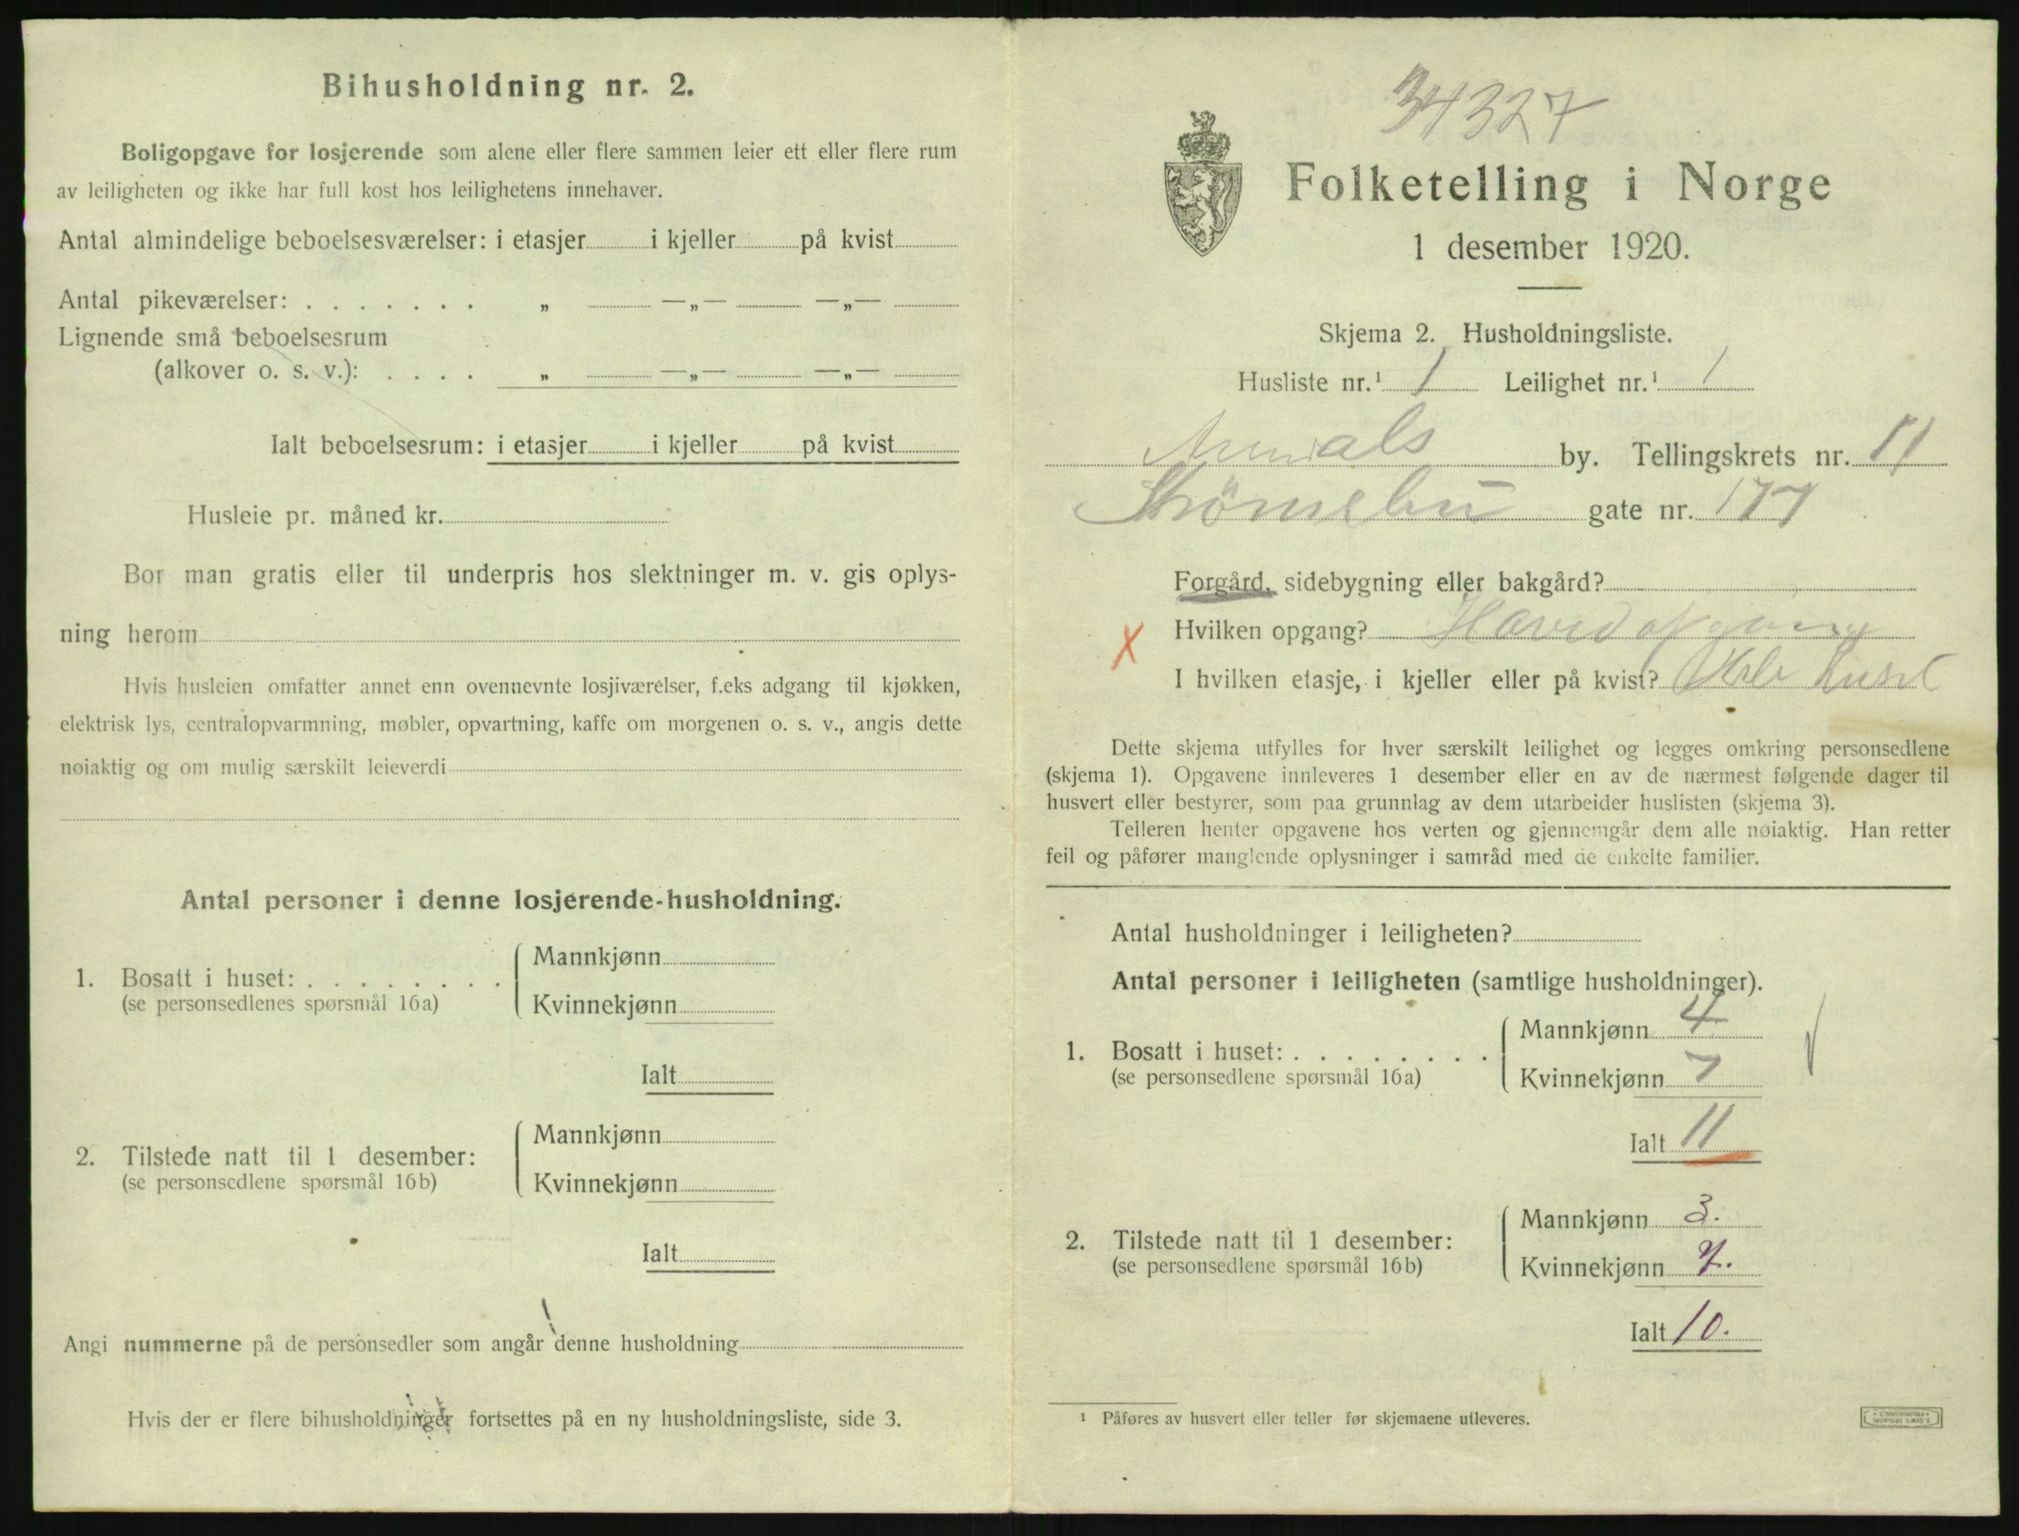 Bihusholdning nr. 2.
Boligopgave for losjerende som alene eller flere sammen leier ett eller flere rum
av leiligheten og ikke har full kost hos leilighetens innehaver.
Antal almindelige beboelsesværelser: i etasjer i kjeller på kvist
Antal pikeværelser: . . . . . . . „ —„— —„—
Lignende små beboelsesrum
(alkover o. s. v.): . . . . „ —„— —„—
Ialt beboelsesrum: i etasjer i kjeller på kvist
Husleie pr. måned kr.
Bor man gratis eller til underpris hos slektninger m. v. gis oplys-
ning herom
Hvis husleien omfatter annet enn ovennevnte losjiværelser, f.eks adgang til kjøkken,
elektrisk lys, centralopvarmning, møbler, opvartning, kaffe om morgenen o. s. v., angis dette
nøiaktig og om mulig særskilt leieverdi
Antal personer i denne losjerende-husholdning.
1. Bosatt i huset: . . . . . . . . Mannkjønn
(se personsedlenes spørsmål 16a) Kvinnekjønn
Ialt
2. Tilstede natt til 1 desember: Mannkjønn
(se personsedlene spørsmål 16b) Kvinnekjønn
Ialt
Angi nummerne på de personsedler som angår denne husholdning
Hvis der er flere bihusholdninger fortsettes på en ny husholdningsliste, side 3.
34327
Folketelling i Norge
1 desember 1920.
Skjema 2. Husholdningsliste.
Husliste nr.¹ 1 Leilighet nr.¹ 1
by. Tellingskrets nr. 11
Strømsbu gate nr. 177
Forgård, sidebygning eller bakgård?
Hvilken opgang? Hovedopgang
I hvilken etasje, i kjeller eller på kvist? Hele huset
Dette skjema utfylles for hver særskilt leilighet og legges omkring personsedlene
(skjema 1). Opgavene innleveres 1 desember eller en av de nærmest følgende dager til
husvert eller bestyrer, som paa grunnlag av dem utarbeider huslisten (skjema 3).
Telleren henter opgavene hos verten og gjennemgår dem alle nøiaktig. Han retter
feil og påfører manglende oplysninger i samråd med de enkelte familier.
Antal husholdninger i leiligheten?
Antal personer i leiligheten (samtlige husholdninger).
1. Bosatt i huset: . . . . . . . . Mannkjønn 4
(se personsedlene spørsmål 16a) Kvinnekjønn 7
Ialt 11
2. Tilstede natt til 1 desember: Mannkjønn 3.
(se personsedlene spørsmål 16b) Kvinnekjønn 7.
Ialt 10.
¹ Påføres av husvert eller teller før skjemaene utleveres.